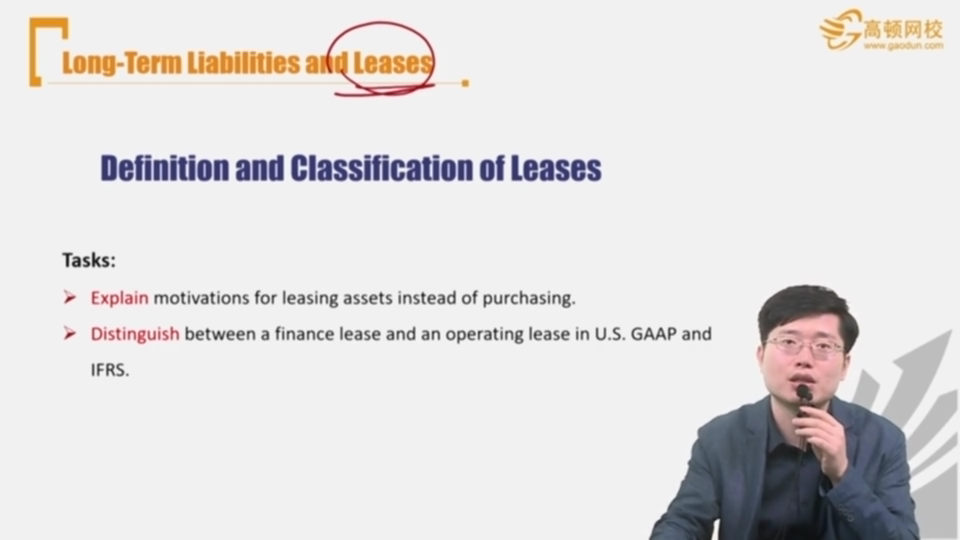 Long-Term Liabilities and Leases
高顿网校
www.gaodun.com
Definition and Classification of Leases
Tasks:
Explain motivations for leasing assets instead of purchasing.
Distinguish between a finance lease and an operating lease in U.S. GAAP and
IFRS.